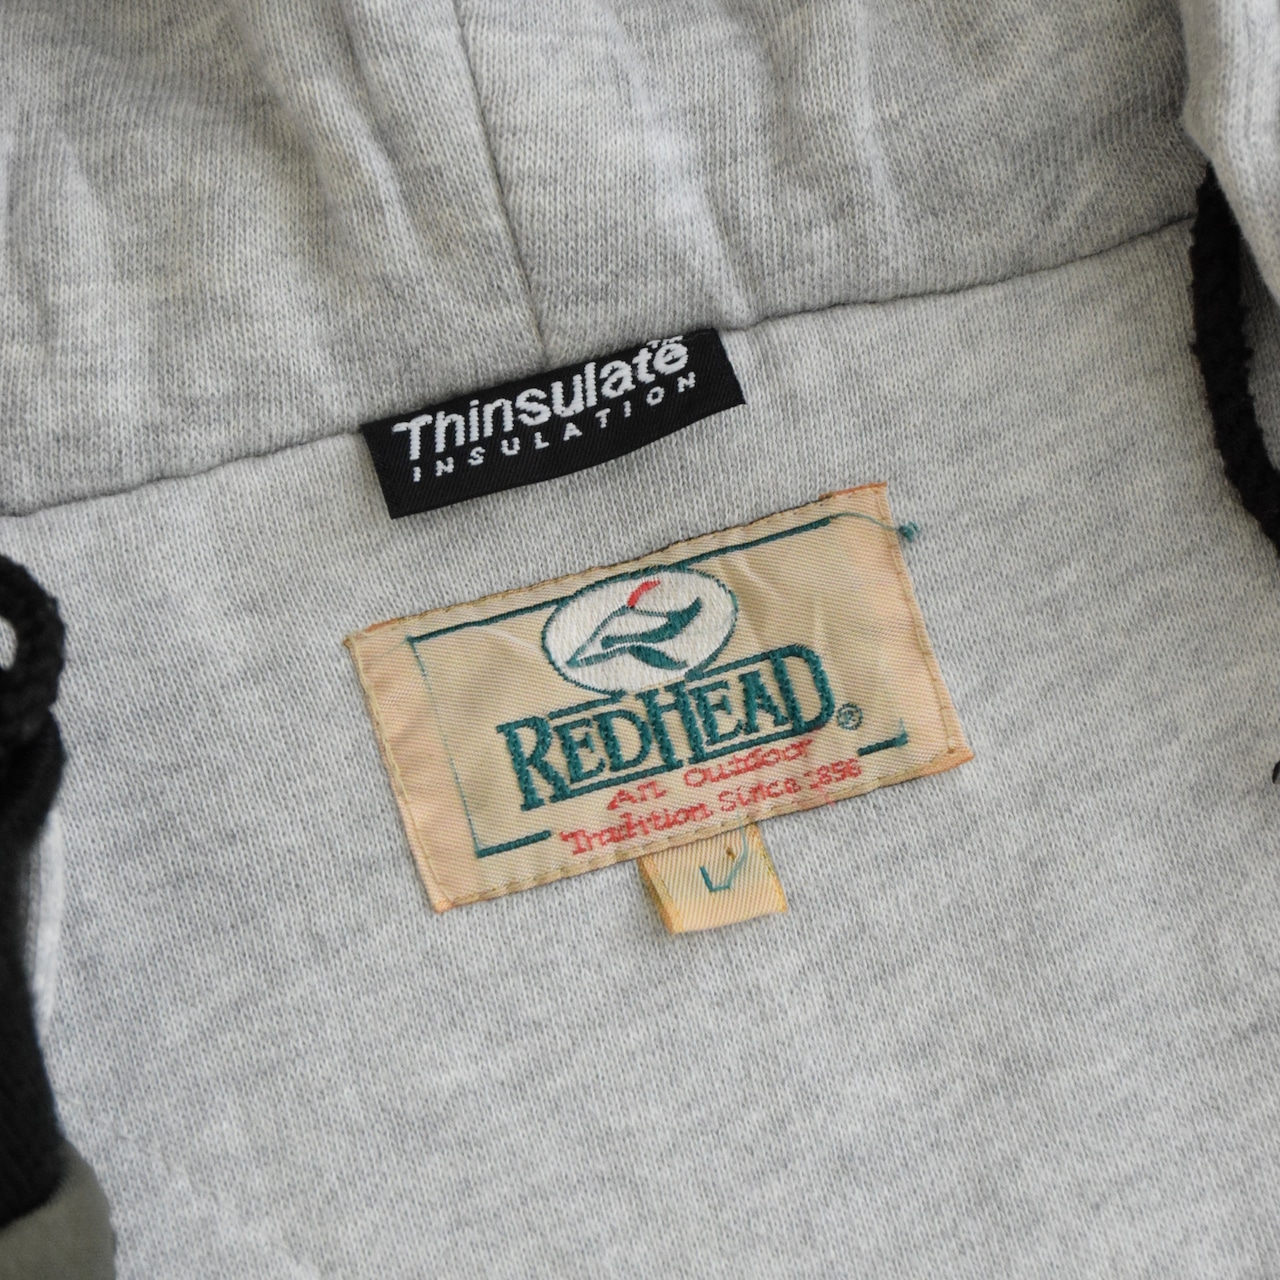 Thinsulate™
INSULATION
REDHEAD®
An Outdoor
Tradition Since 1856
L